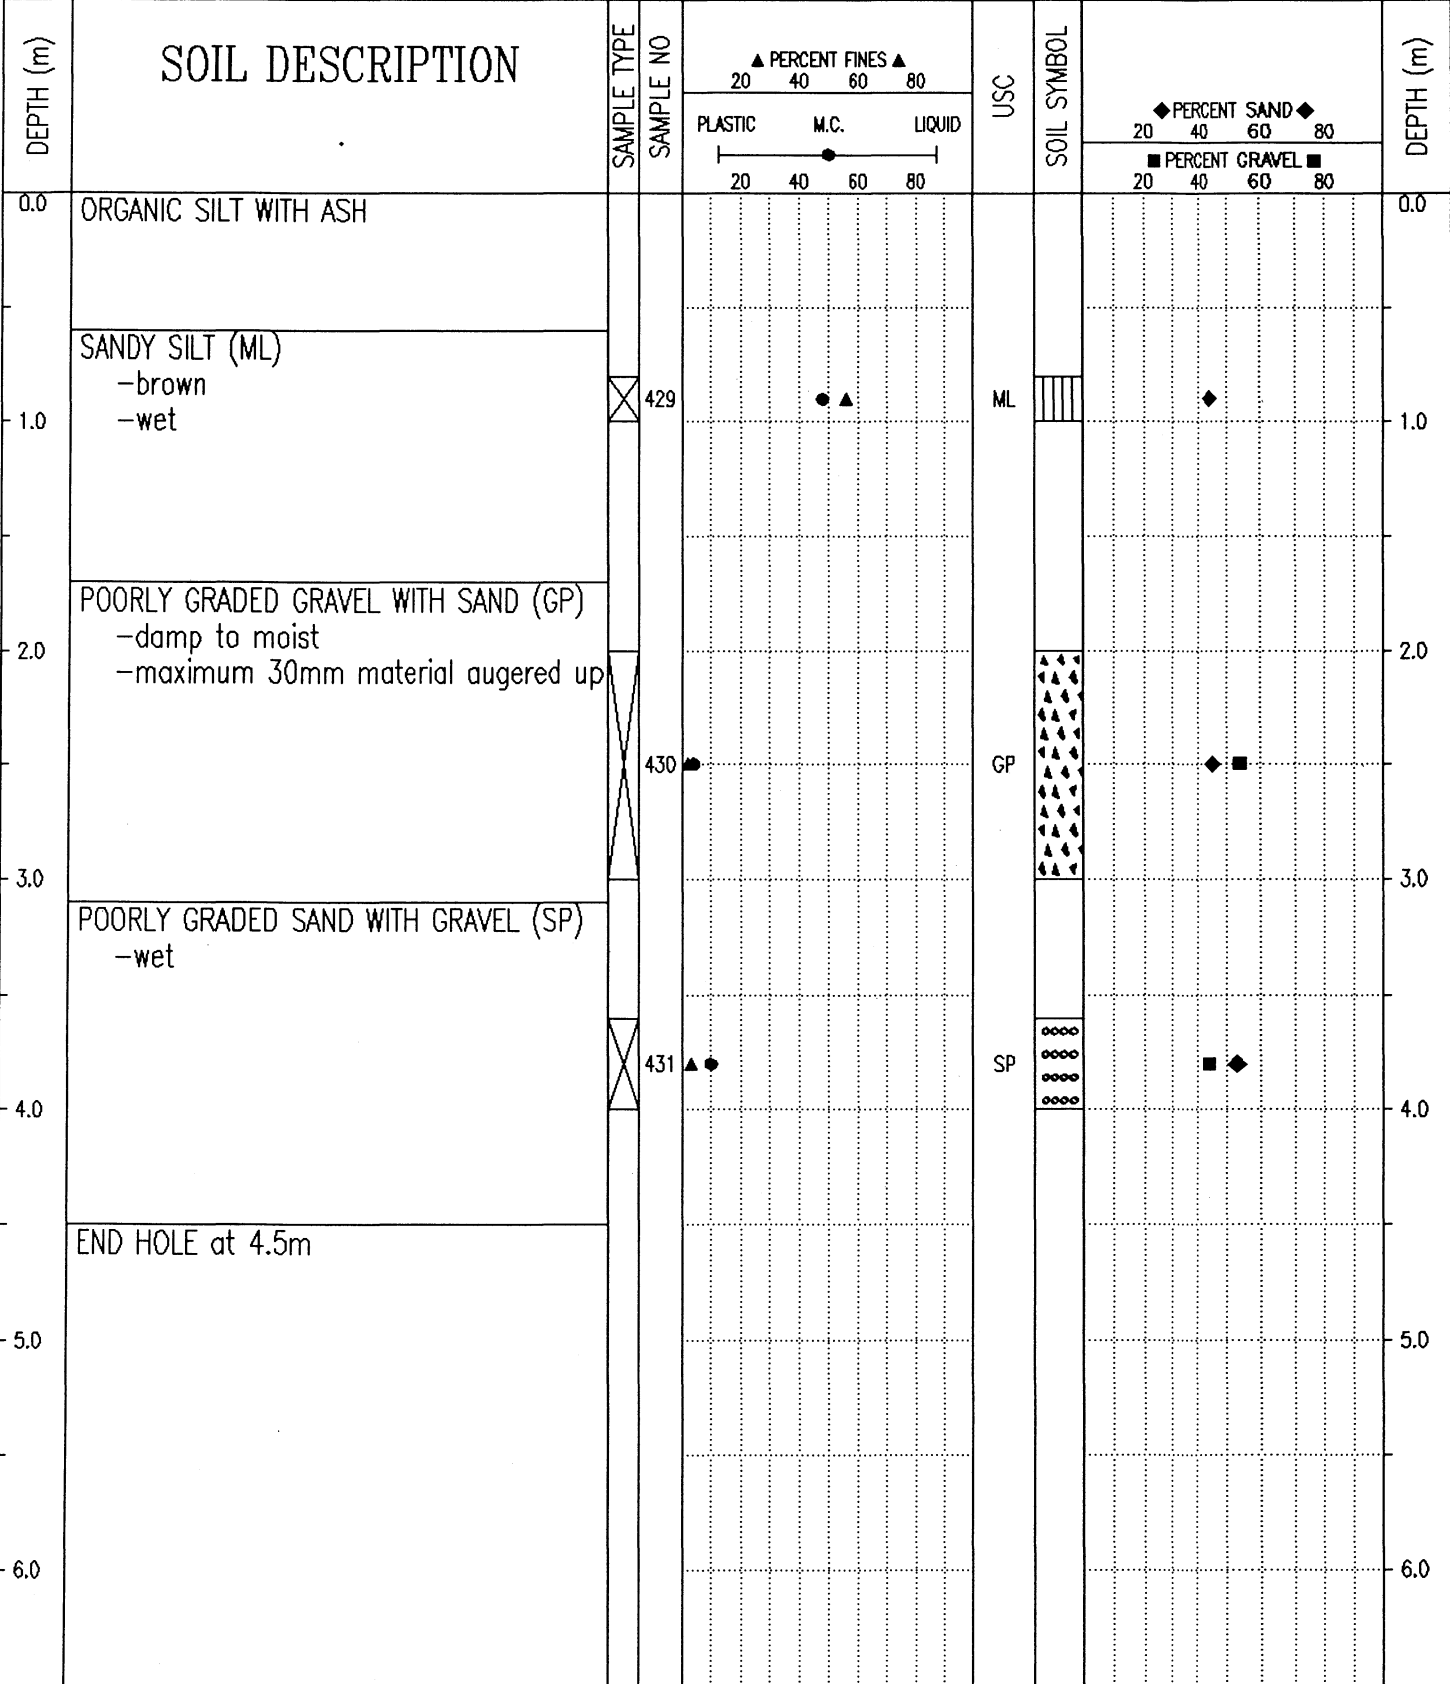 DEPTH (m)
SOIL DESCRIPTION
SAMPLE TYPE
SAMPLE NO
▲ PERCENT FINES ▲
20 40 60 80
PLASTIC M.C. LIQUID
20 40 60 80
USC
SOIL SYMBOL
◆PERCENT SAND◆
20 40 60 80
■PERCENT GRAVEL■
20 40 60 80
DEPTH (m)
0.0 ORGANIC SILT WITH ASH 0.0
SANDY SILT (ML)
-brown
429 ML
1.0 -wet 1.0
POORLY GRADED GRAVEL WITH SAND (GP)
-damp to moist
2.0 2.0
-maximum 30mm material augered up
430 GP
3.0 3.0
POORLY GRADED SAND WITH GRAVEL (SP)
-wet
431 SP
4.0 4.0
END HOLE at 4.5m
5.0 5.0
6.0 6.0